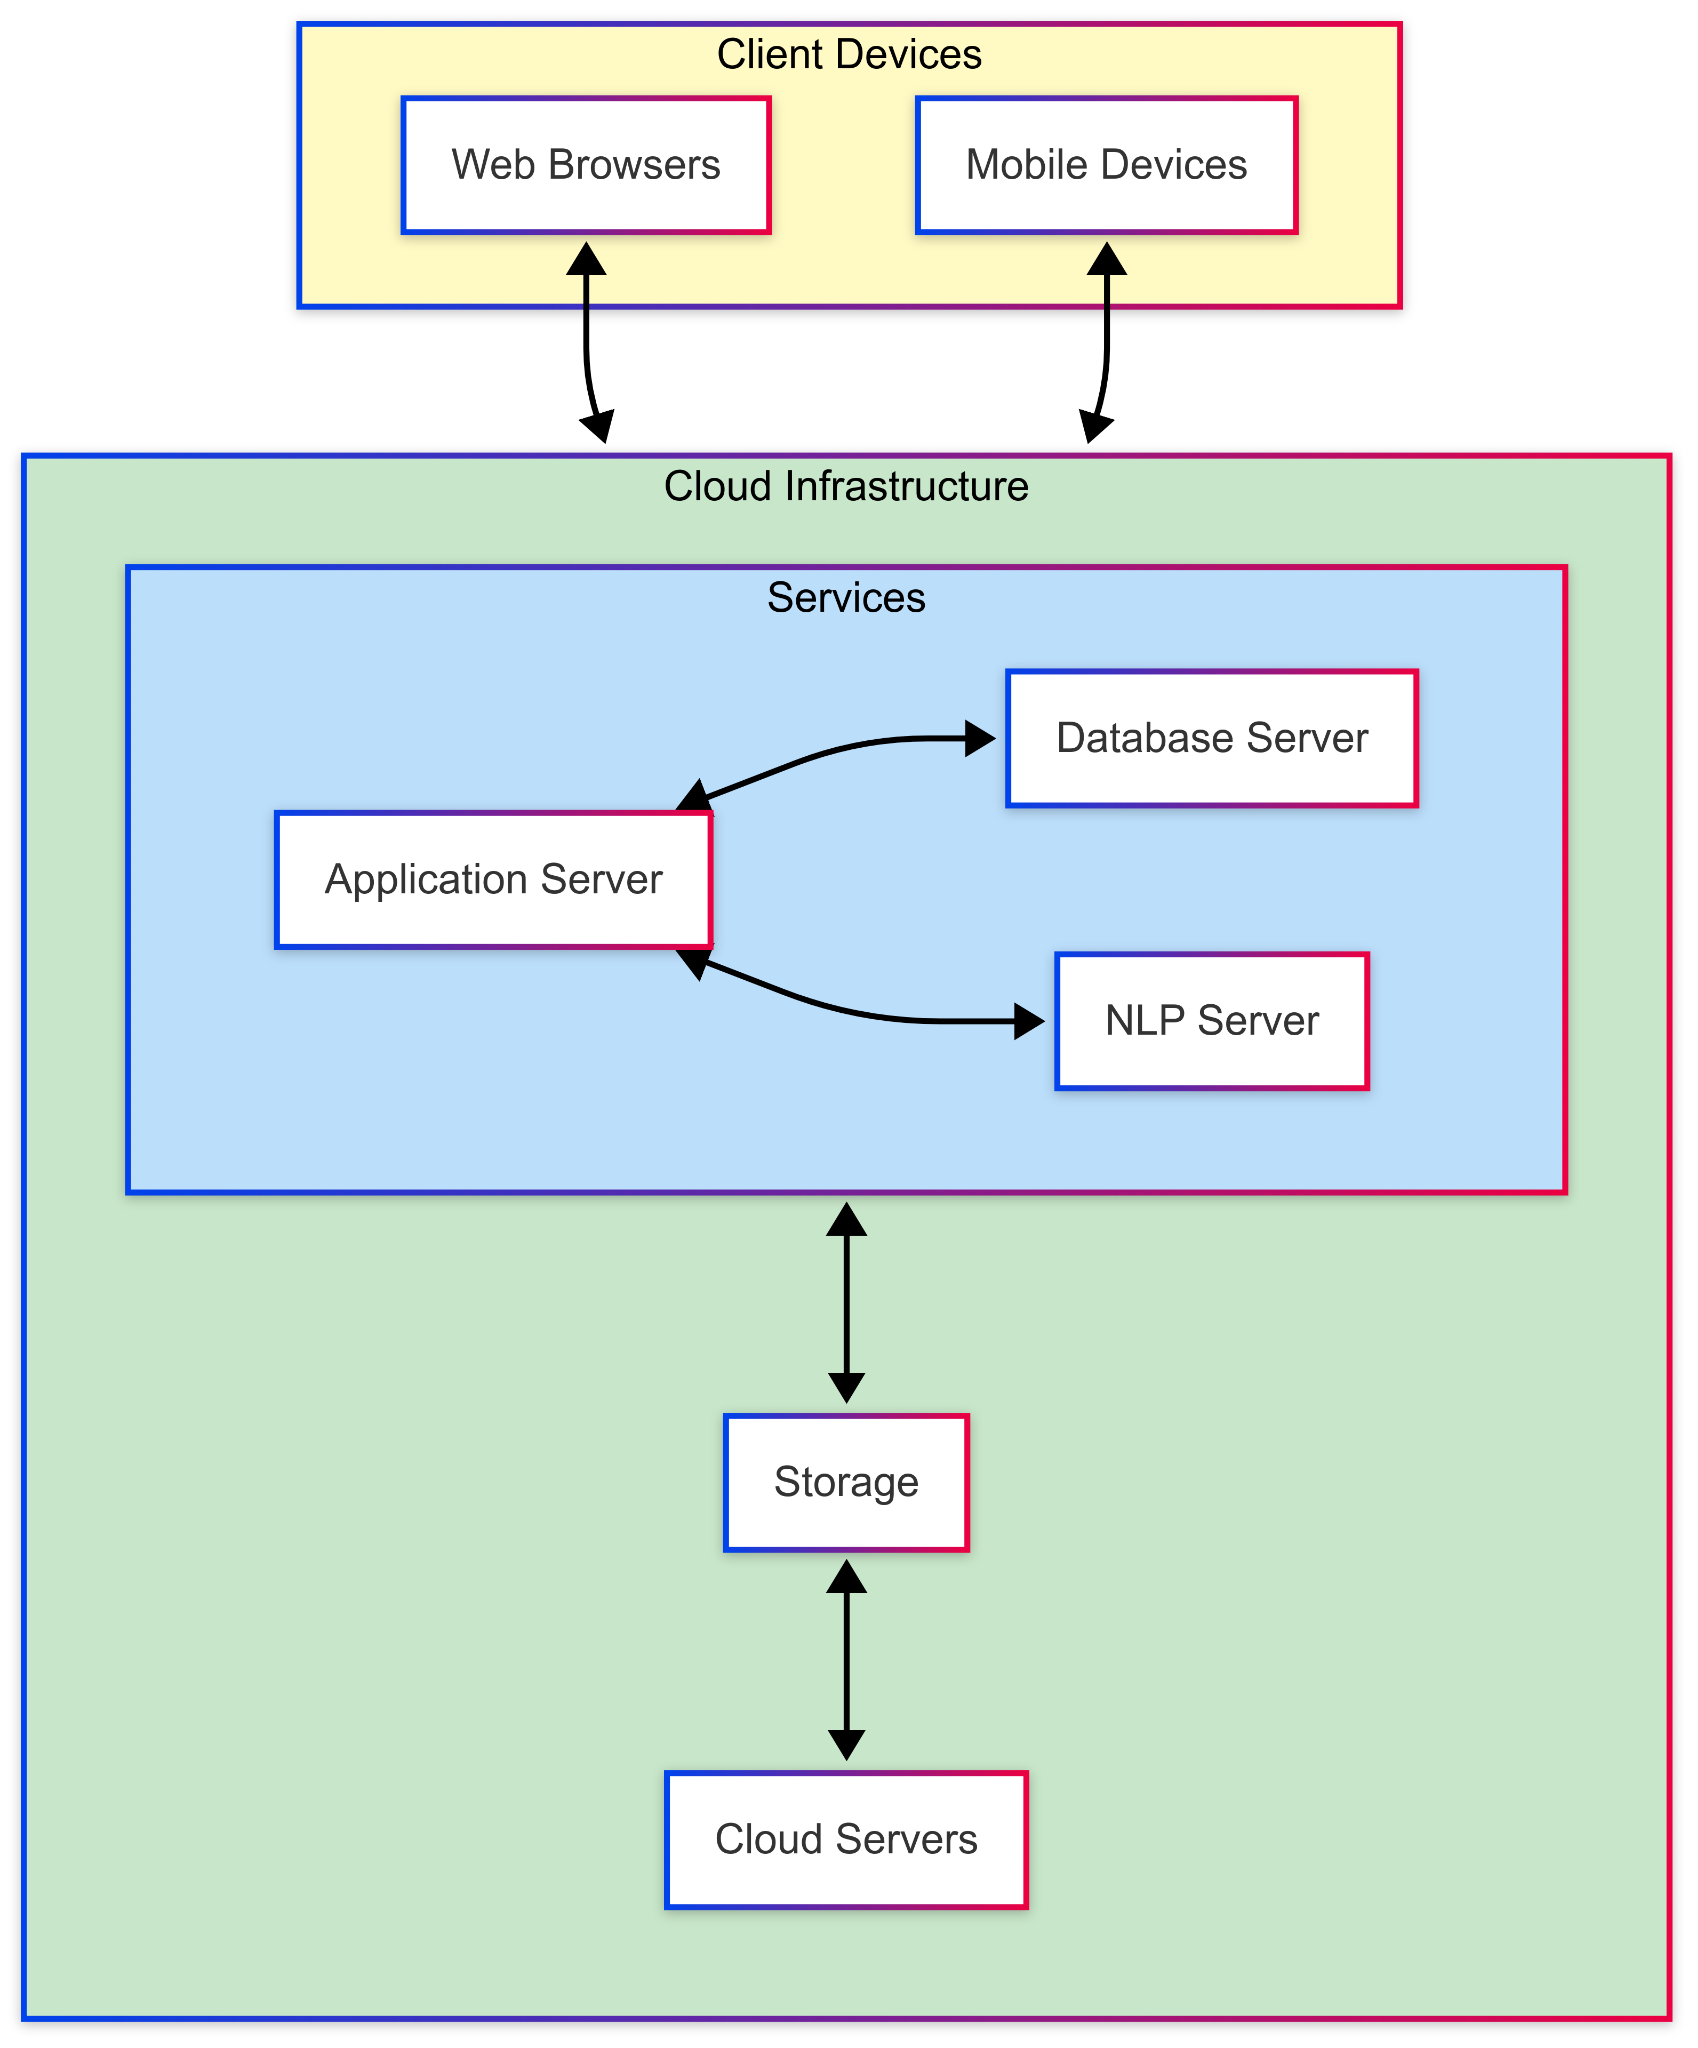 Client Devices
Web Browsers
Mobile Devices
Cloud Infrastructure
Services
Database Server
Application Server
NLP Server
Storage
Cloud Servers